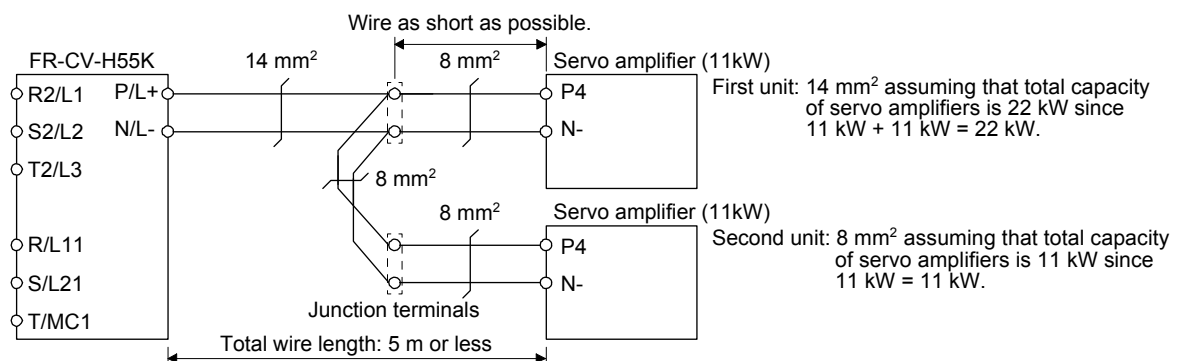 Wire as short as possible.
FR-CV-H55K
14 mm²
8 mm²
Servo amplifier (11kW)
R2/L1
P/L+
P4
First unit: 14 mm² assuming that total capacity
of servo amplifiers is 22 kW since
11 kW + 11 kW = 22 kW.
S2/L2
N/L-
N-
T2/L3
8 mm²
8 mm²
Servo amplifier (11kW)
R/L11
P4
Second unit: 8 mm² assuming that total capacity
of servo amplifiers is 11 kW since
11 kW = 11 kW.
S/L21
N-
Junction terminals
T/MC1
Total wire length: 5 m or less